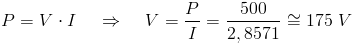 P = V · I ⇒ V = P/I = 500/2,8571 ≅ 175 V